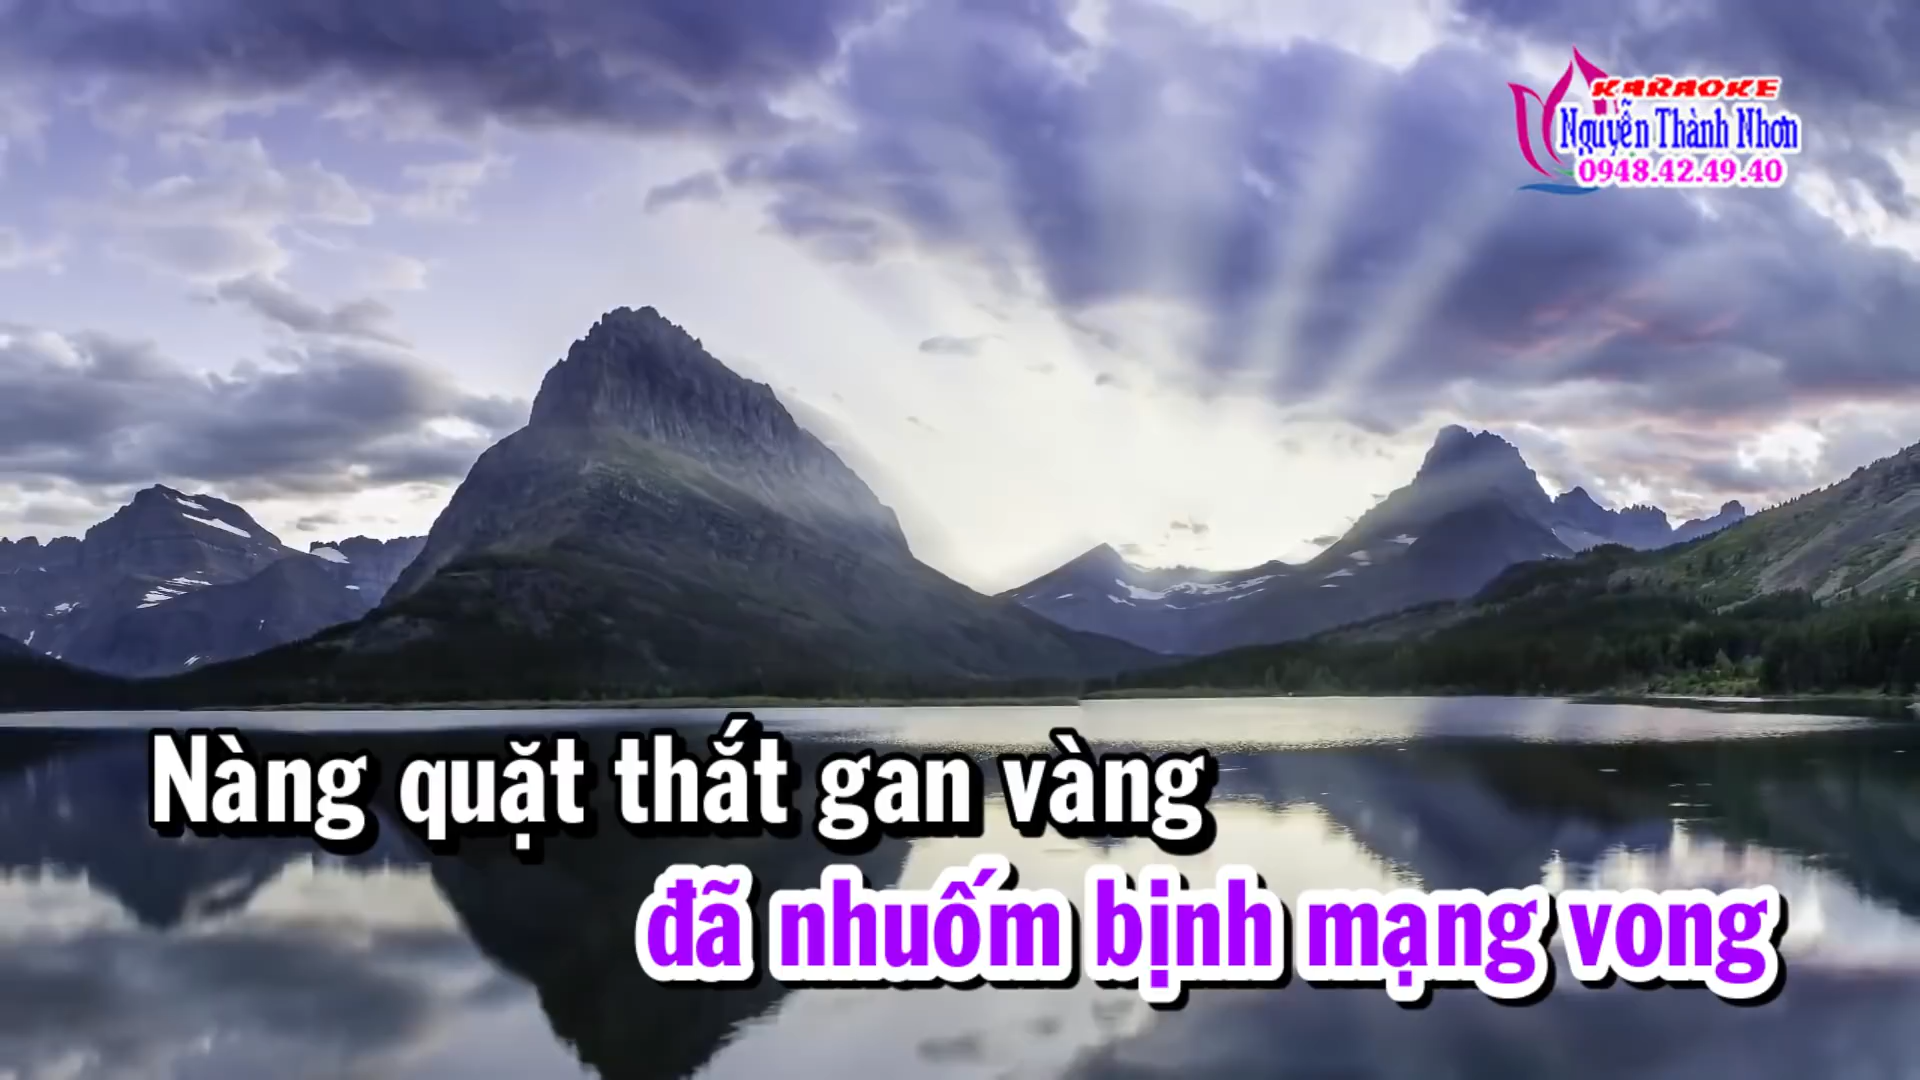 KARAOKE
Nguyễn Thành Nhơn
0948.42.49.40
Nàng quặt thắt gan vàng
đã nhuốm bịnh mạng vong